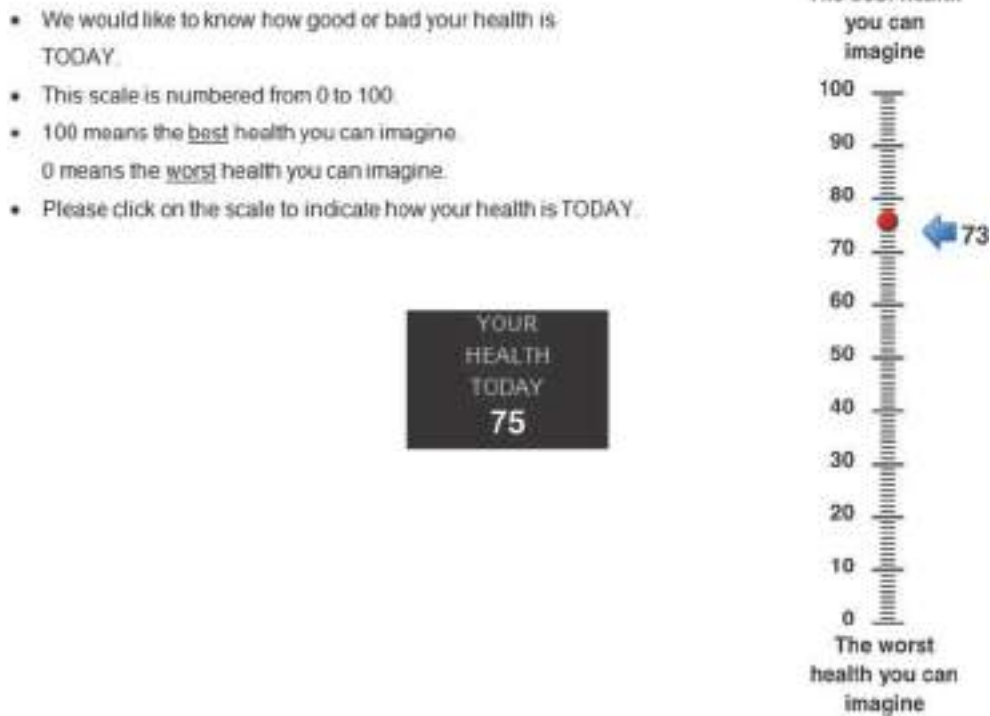 We would like to know how good or bad your health is
TODAY.
This scale is numbered from 0 to 100.
100 means the best health you can imagine.
0 means the worst health you can imagine.
Please click on the scale to indicate how your health is TODAY.
YOUR
HEALTH
TODAY
75
you can
imagine
100
90
80
73
70
60
50
40
30
20
10
0
The worst
health you can
imagine